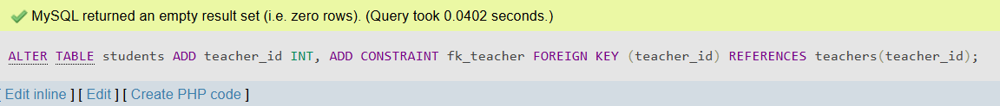 MySQL returned an empty result set (i.e. zero rows). (Query took 0.0402 seconds.)
ALTER TABLE students ADD teacher_id INT, ADD CONSTRAINT fk_teacher FOREIGN KEY (teacher_id) REFERENCES teachers(teacher_id);
[ Edit inline ] [ Edit ] [ Create PHP code ]